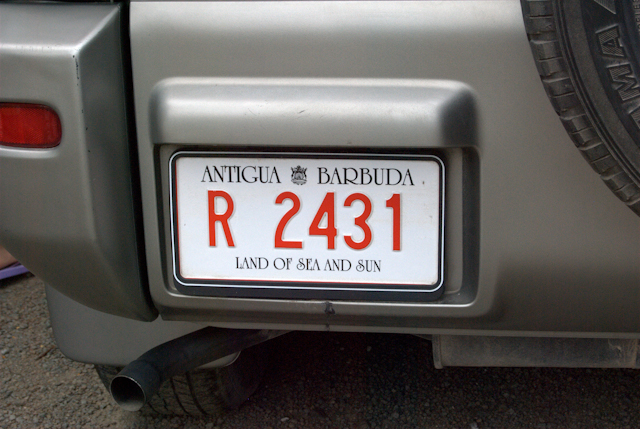 ANTIGUA BARBUDA
R 2431
LAND OF SEA AND SUN